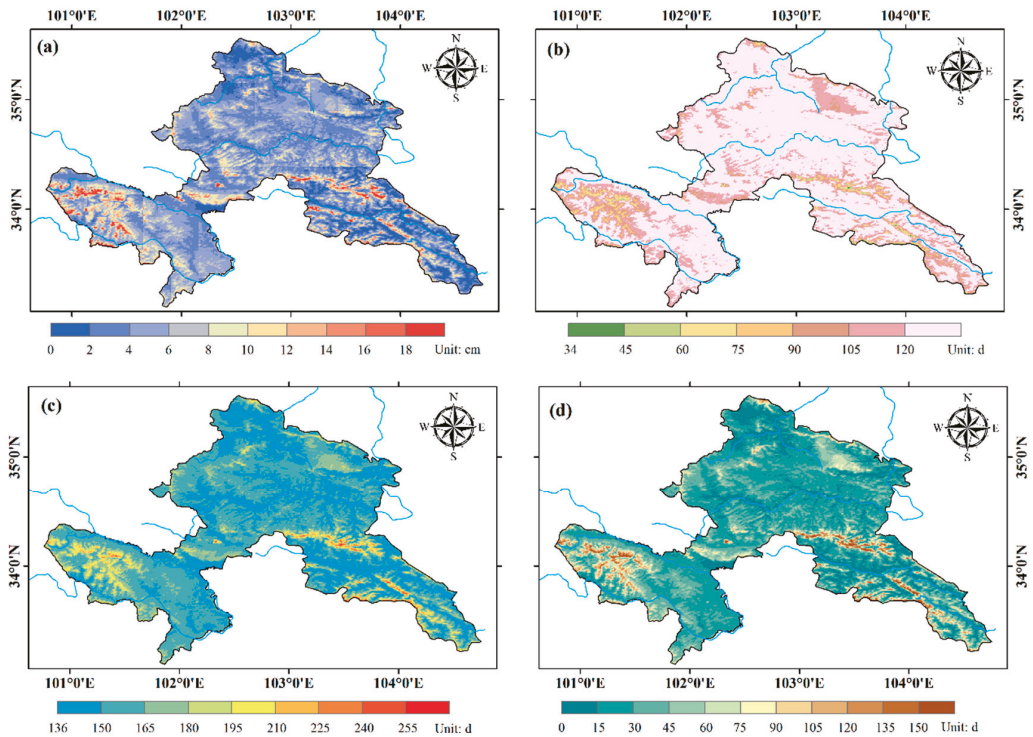 101°0'E 102°0'E 103°0'E 104°0'E
101°0'E 102°0'E 103°0'E 104°0'E
(a)
N
W E
S
(b)
N
W E
S
35°0'N
34°0'N
35°0'N
34°0'N
0 2 4 6 8 10 12 14 16 18 Unit: cm
34 45 60 75 90 105 120 Unit: d
(c)
N
W E
S
(d)
N
W E
S
35°0'N
34°0'N
35°0'N
34°0'N
101°0'E 102°0'E 103°0'E 104°0'E
101°0'E 102°0'E 103°0'E 104°0'E
136 150 165 180 195 210 225 240 255 Unit: d
0 15 30 45 60 75 90 105 120 135 150 Unit: d